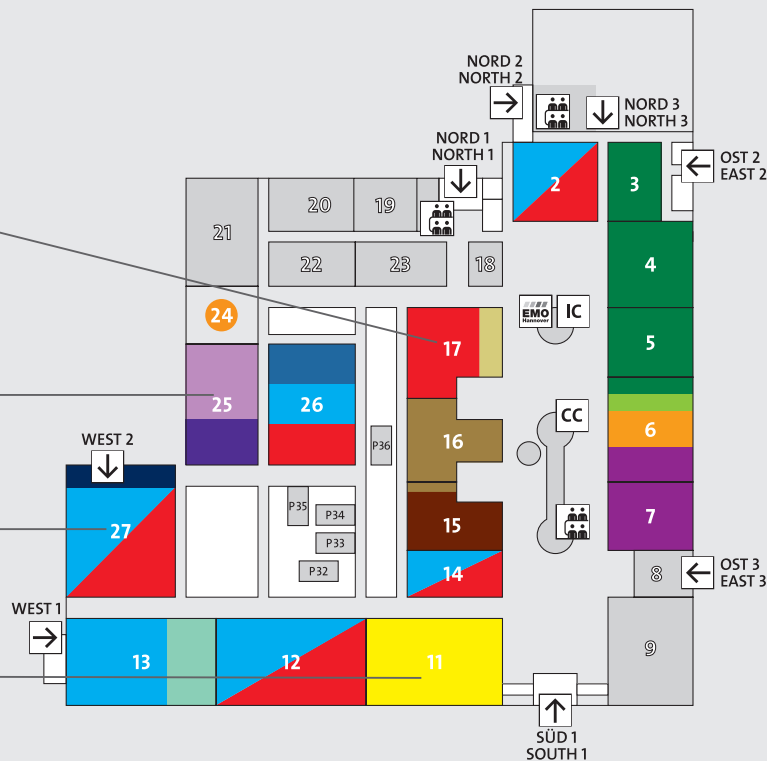 NORD 2
NORTH 2
NORD 3
NORTH 3
NORD 1
NORTH 1
OST 2
EAST 2
2
3
20
19
21
4
22
23
18
24
EMO
Hannover
IC
17
5
25
26
CC
6
16
P36
WEST 2
27
P35
P34
15
7
P33
P32
14
8
OST 3
EAST 3
WEST 1
13
12
11
9
SÜD 1
SOUTH 1